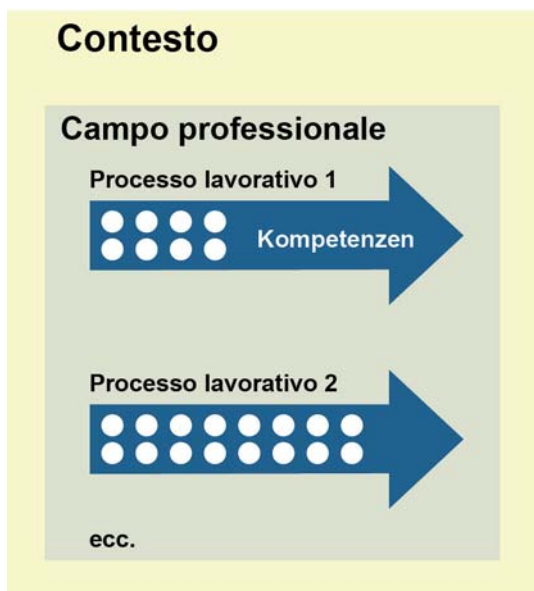 Contesto
Campo professionale
Processo lavorativo 1
Kompetenzen
Processo lavorativo 2
ecc.